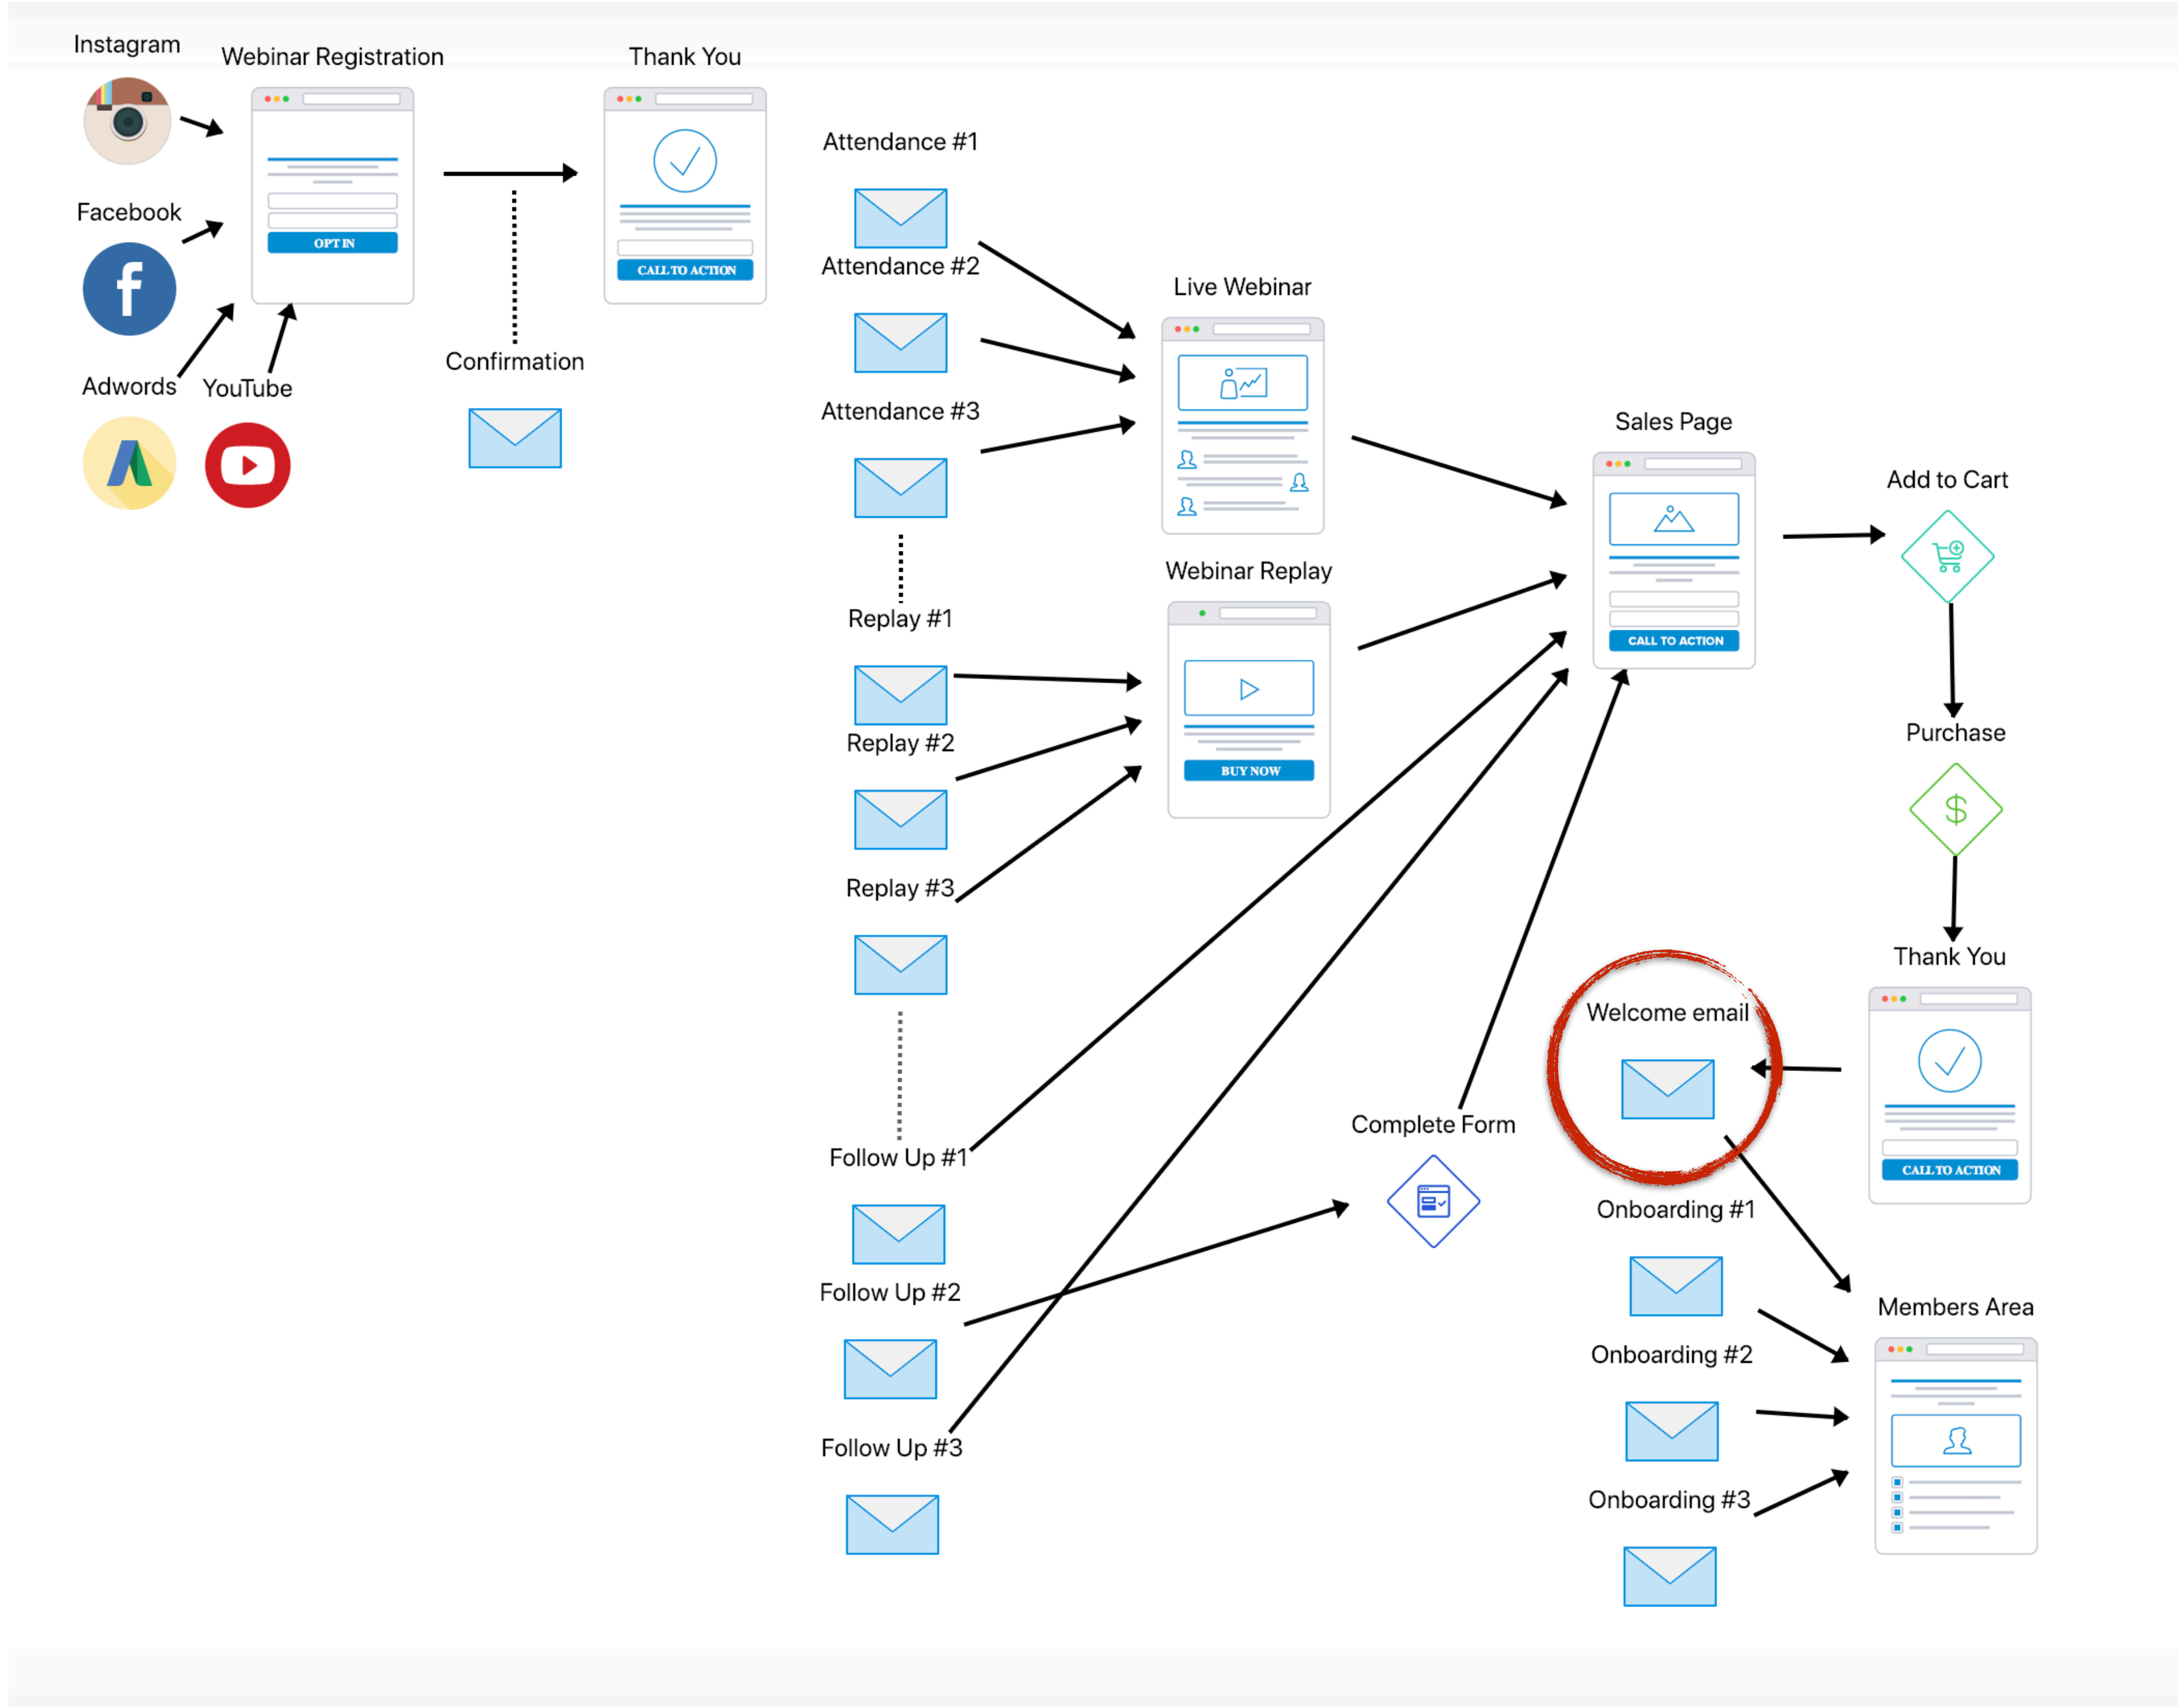 Instagram
Webinar Registration
Thank You
OPT IN
CALL TO ACTION
Facebook
Adwords
YouTube
Confirmation
Attendance #1
Attendance #2
Attendance #3
Live Webinar
Replay #1
Replay #2
Replay #3
Webinar Replay
BUY NOW
Sales Page
CALL TO ACTION
Add to Cart
Purchase
Thank You
CALL TO ACTION
Follow Up #1
Follow Up #2
Follow Up #3
Complete Form
Welcome email
Onboarding #1
Onboarding #2
Onboarding #3
Members Area